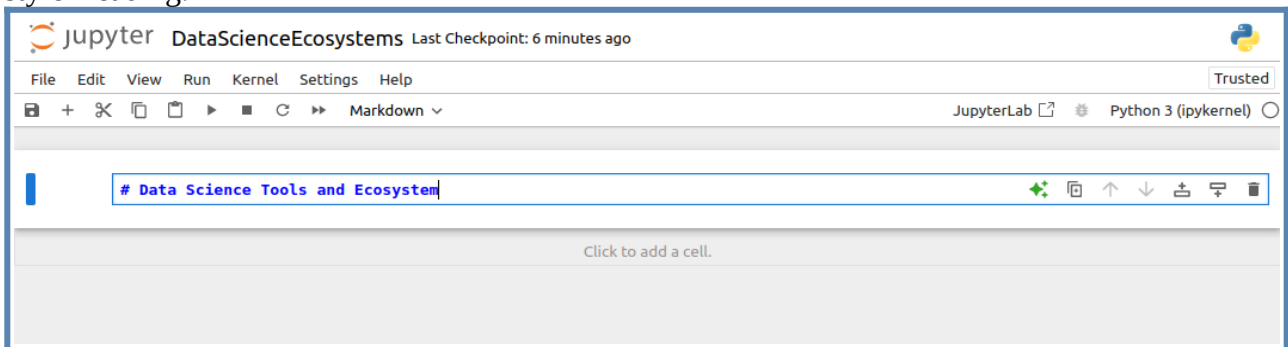 jupyter DataScienceEcosystems Last Checkpoint: 6 minutes ago
File Edit View Run Kernel Settings Help Trusted
Markdown JupyterLab Python 3 (ipykernel)
# Data Science Tools and Ecosystem
Click to add a cell.